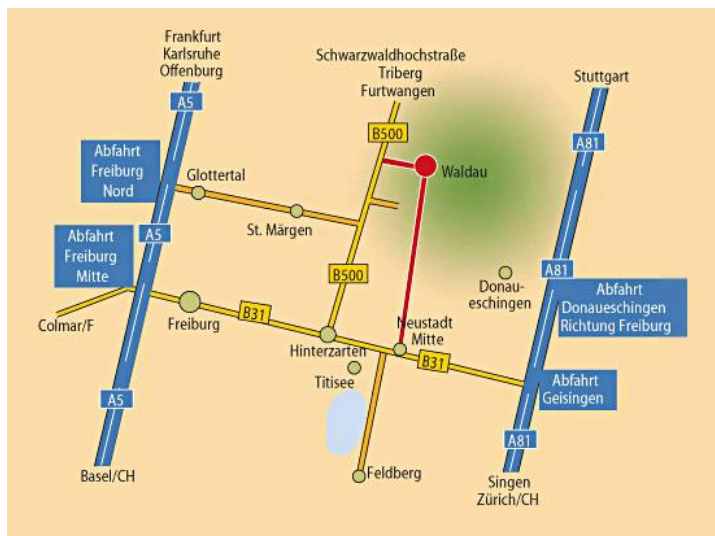 Frankfurt
Karlsruhe
Offenburg
Schwarzwaldhochstraße
Triberg
Furtwangen
Stuttgart
A5
B500
A81
Abfahrt
Freiburg
Nord
Glottertal
Waldau
St. Märgen
A5
Abfahrt
Freiburg
Mitte
B500
A81
Donau-
eschingen
Abfahrt
Donaueschingen
Richtung Freiburg
Colmar/F
Freiburg
B31
Hinterzarten
Neustadt
Mitte
B31
Titisee
Abfahrt
Geisingen
A5
A81
Basel/CH
Feldberg
Singen
Zürich/CH